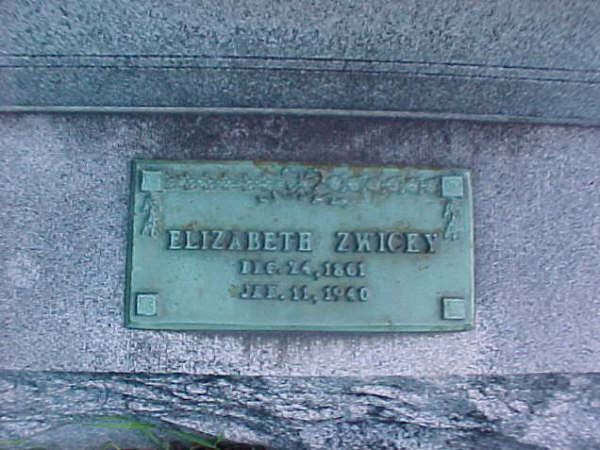 ELIZABETH ZWICEY
DEC. 24, 1861
JAN. 11, 1940